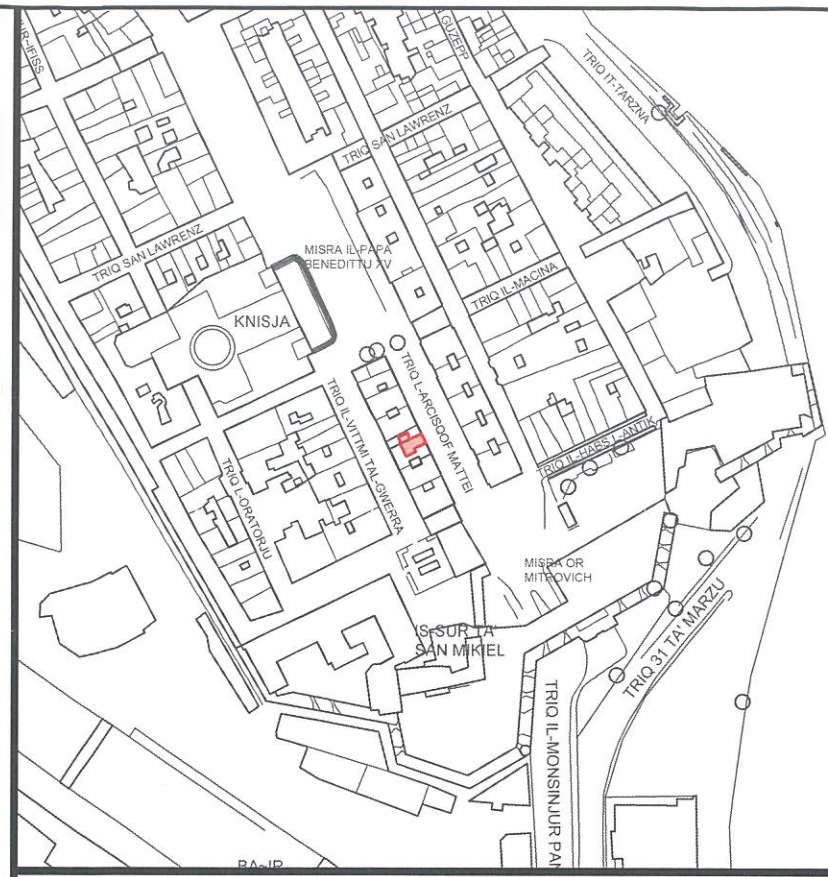 TRIQ IT-TARZNA
TRIQ SAN LAWRENZ
TRIQ SAN LAWRENZ
MISRA IL-PAPA
BENEDITTU XV
KNISJA
TRIQ IL-MACINA
TRIQ L-ARCISQOF MATTEI
TRIQ IL-VITTMI TAL-GWERRA
TRIQ IL-HABS L-ANTIK
TRIQ L-ORATORJU
MISRA OR
MITROVICH
IS-SUR TA'
SAN MIKIEL
TRIQ 31 TA' MARZU
TRIQ IL-MONSINJUR PAN